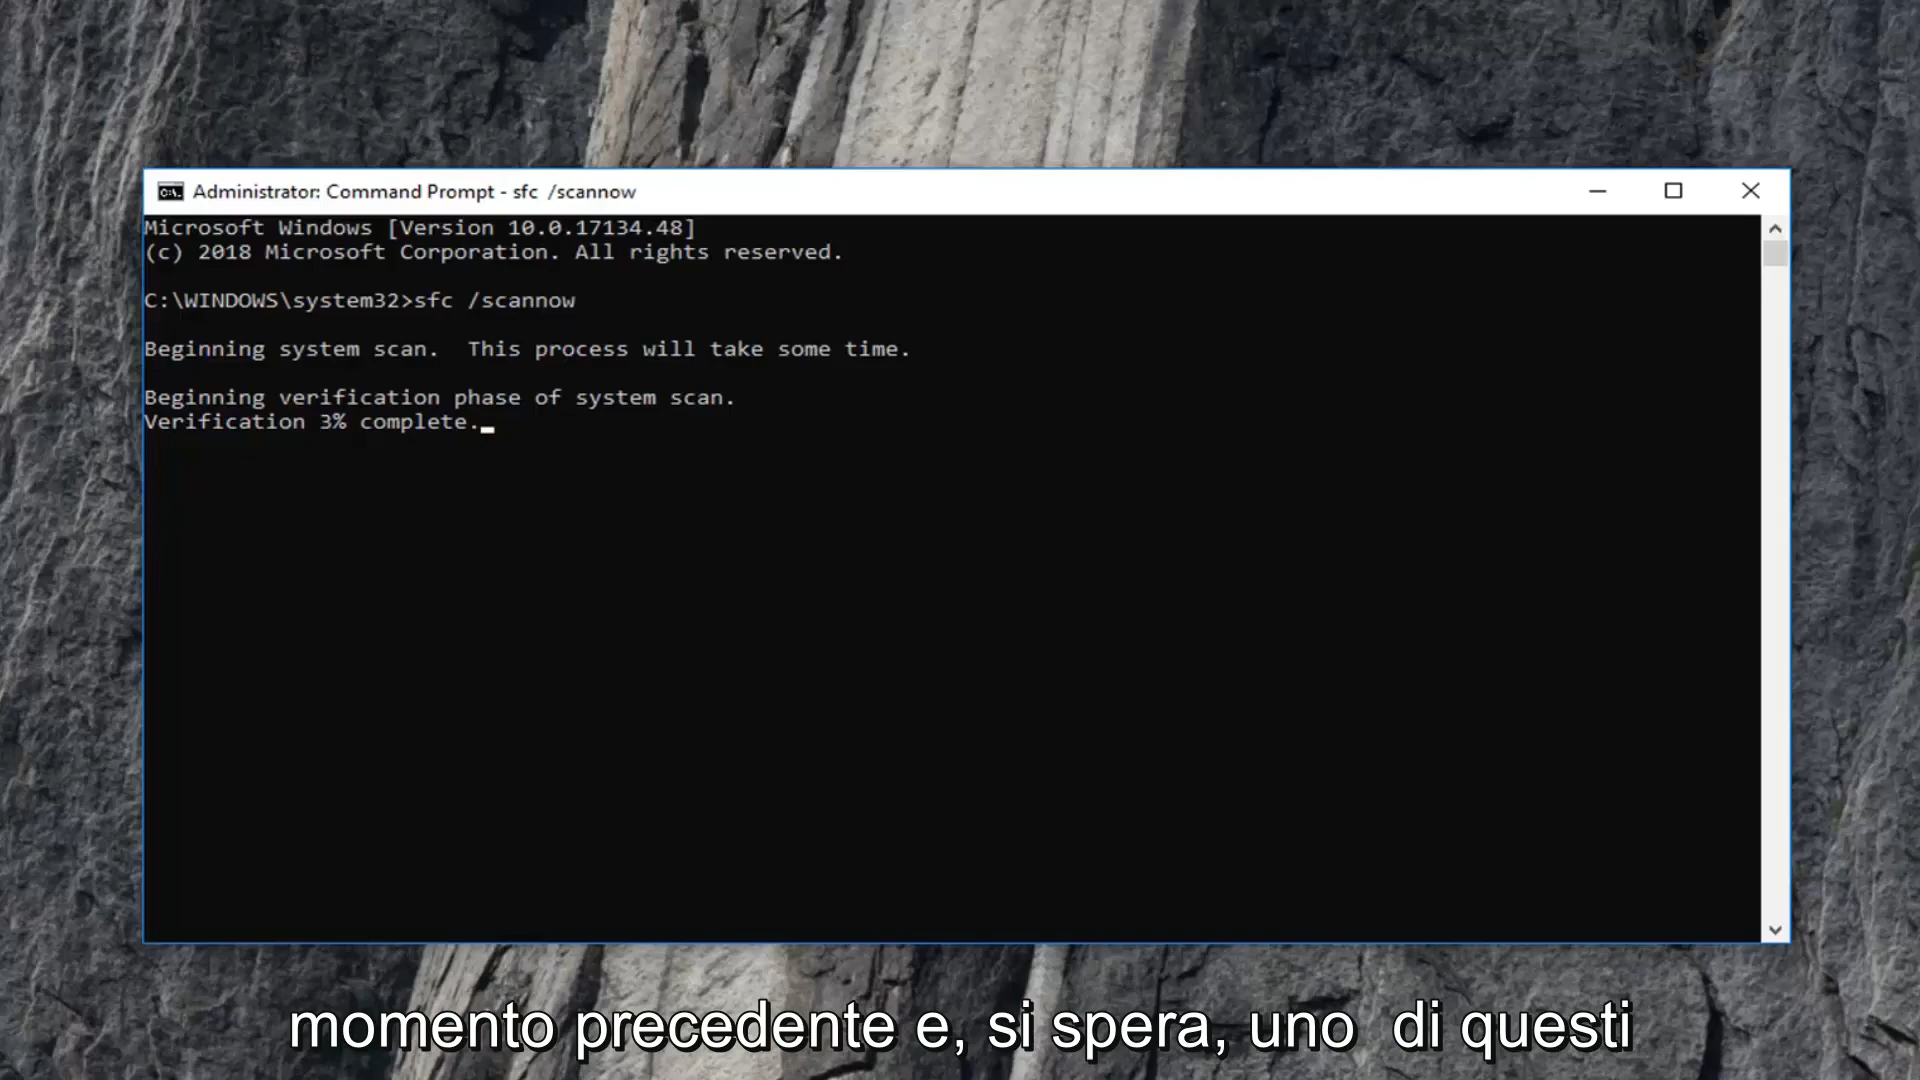 Administrator: Command Prompt - sfc  /scannow
Microsoft Windows [Version 10.0.17134.48]
(c) 2018 Microsoft Corporation. All rights reserved.
C:\WINDOWS\system32>sfc /scannow
Beginning system scan.  This process will take some time.
Beginning verification phase of system scan.
Verification 3% complete.
momento precedente e, si spera, uno  di questi